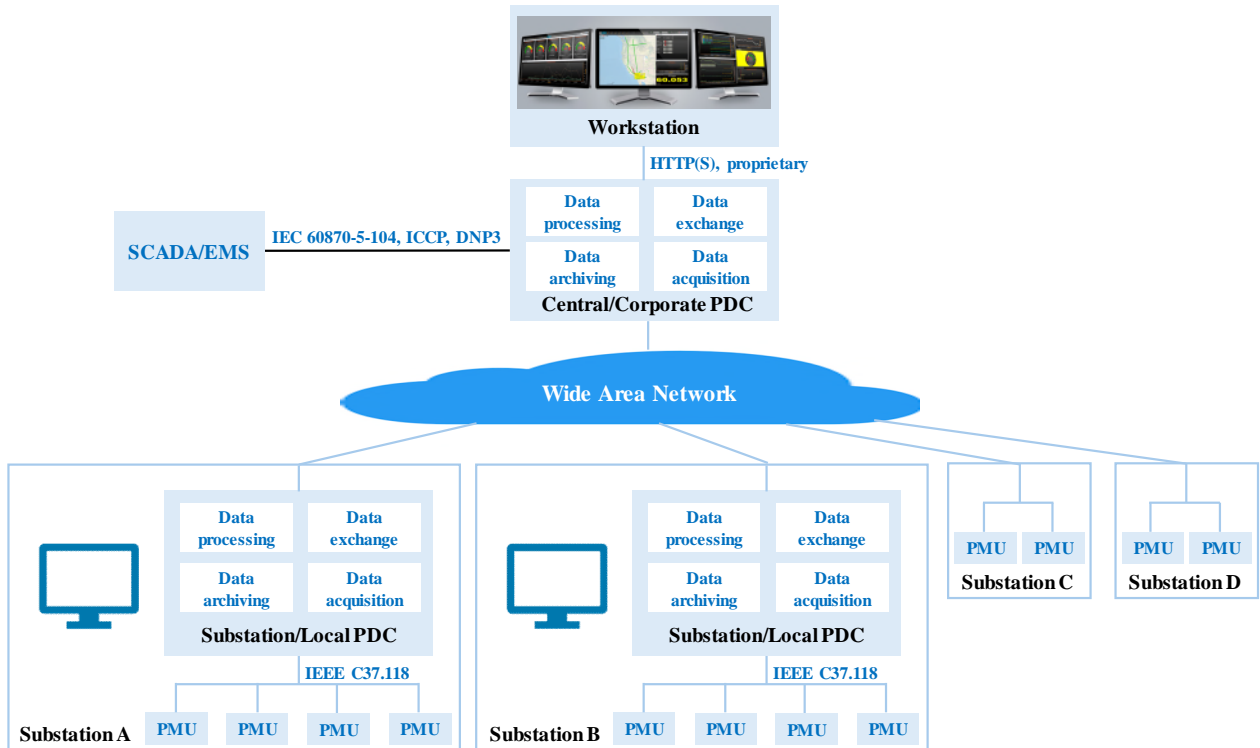 60.053
Workstation
HTTP(S), proprietary
Data
processing
Data
exchange
Data
archiving
Data
acquisition
Central/Corporate PDC
SCADA/EMS
IEC 60870-5-104, ICCP, DNP3
Wide Area Network
Data
processing
Data
exchange
Data
archiving
Data
acquisition
Substation/Local PDC
IEEE C37.118
PMU
PMU
PMU
PMU
Substation A
Data
processing
Data
exchange
Data
archiving
Data
acquisition
Substation/Local PDC
IEEE C37.118
PMU
PMU
PMU
PMU
Substation B
PMU
PMU
Substation C
PMU
PMU
Substation D